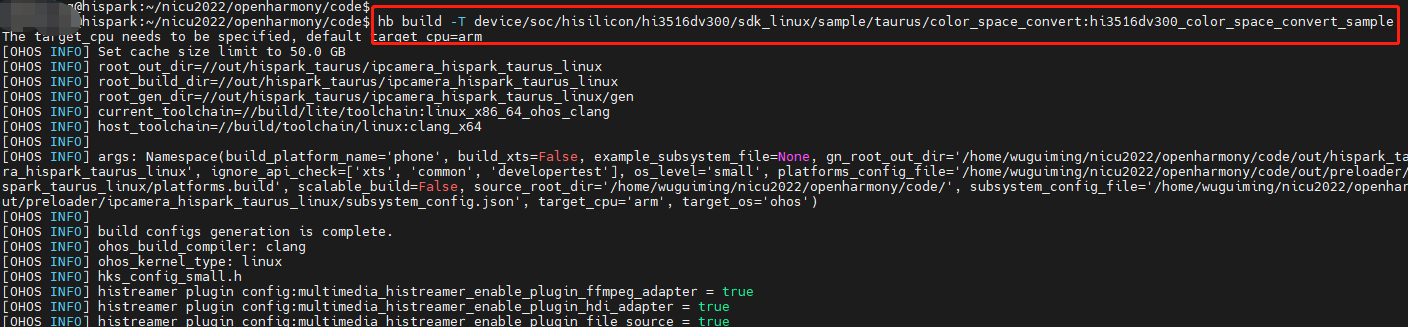 @hispark:~/nicu2022/openharmony/code$
@hispark:~/nicu2022/openharmony/code$ hb build -T device/soc/hisilicon/hi3516dv300/sdk_linux/sample/taurus/color_space_convert:hi3516dv300_color_space_convert_sample
The target_cpu needs to be specified, default target_cpu=arm
[OHOS INFO] Set cache size limit to 50.0 GB
[OHOS INFO] root_out_dir=//out/hispark_taurus/ipcamera_hispark_taurus_linux
[OHOS INFO] root_build_dir=//out/hispark_taurus/ipcamera_hispark_taurus_linux
[OHOS INFO] root_gen_dir=//out/hispark_taurus/ipcamera_hispark_taurus_linux/gen
[OHOS INFO] current_toolchain=//build/lite/toolchain:linux_x86_64_ohos_clang
[OHOS INFO] host_toolchain=//build/toolchain/linux:clang_x64
[OHOS INFO]
[OHOS INFO] args: Namespace(build_platform_name='phone', build_xts=False, example_subsystem_file=None, gn_root_out_dir='/home/wuguiming/nicu2022/openharmony/code/out/hispark_ta
ra_hispark_taurus_linux', ignore_api_check=['xts', 'common', 'developertest'], os_level='small', platforms_config_file='/home/wuguiming/nicu2022/openharmony/code/out/preloader/
spark_taurus_linux/platforms.build', scalable_build=False, source_root_dir='/home/wuguiming/nicu2022/openharmony/code/', subsystem_config_file='/home/wuguiming/nicu2022/openhar
ut/preloader/ipcamera_hispark_taurus_linux/subsystem_config.json', target_cpu='arm', target_os='ohos')
[OHOS INFO]
[OHOS INFO] build configs generation is complete.
[OHOS INFO] ohos_build_compiler: clang
[OHOS INFO] ohos_kernel_type: linux
[OHOS INFO] hks_config_small.h
[OHOS INFO] histreamer plugin config:multimedia_histreamer_enable_plugin_ffmpeg_adapter = true
[OHOS INFO] histreamer plugin config:multimedia_histreamer_enable_plugin_hdi_adapter = true
[OHOS INFO] histreamer plugin config:multimedia_histreamer_enable_plugin_file_source = true